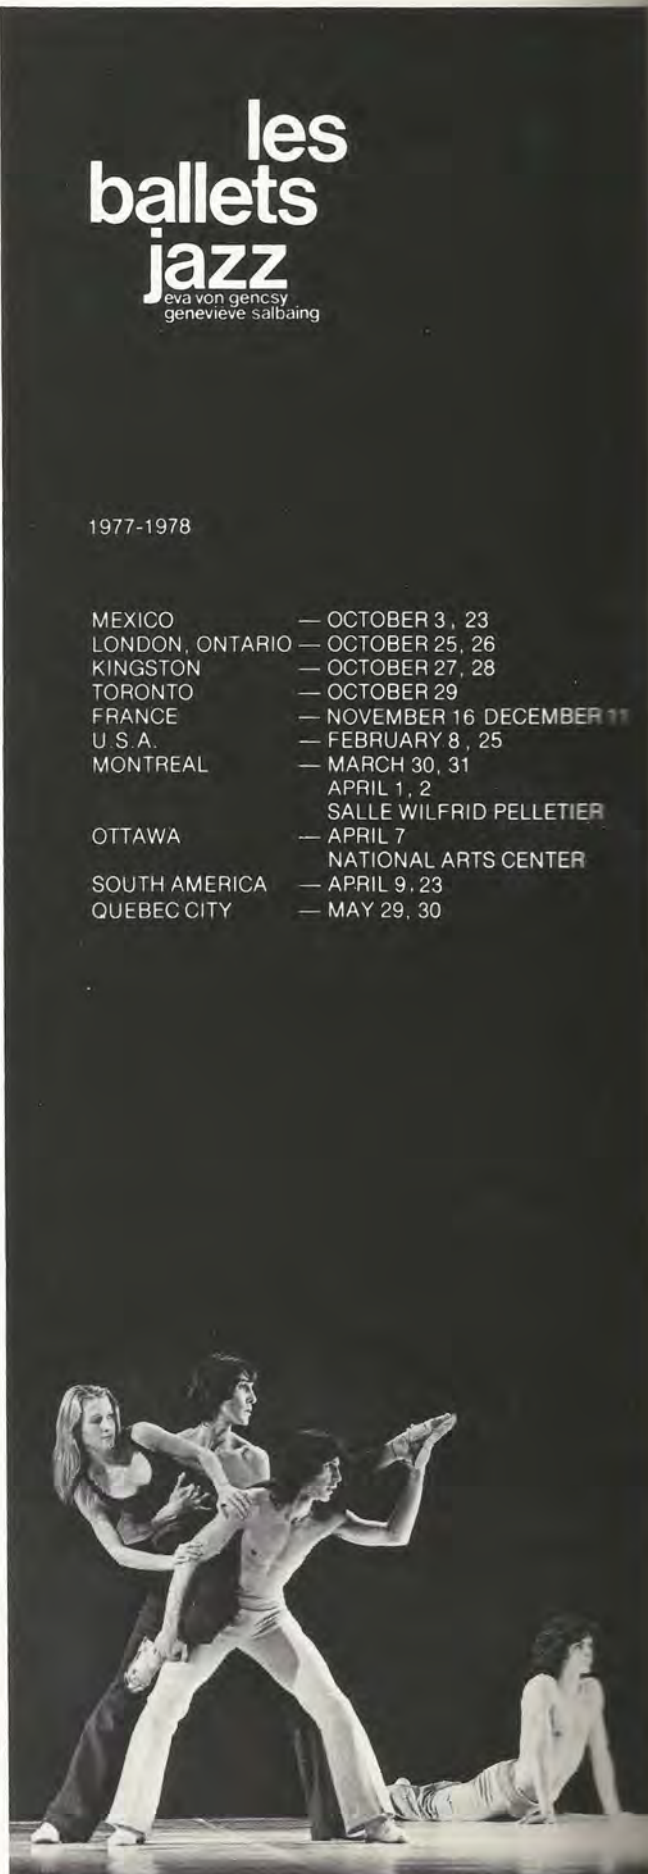 les
ballets
jazz
eva von gencsy
geneviève salbaing
1977-1978
MEXICO — OCTOBER 3, 23
LONDON, ONTARIO — OCTOBER 25, 26
KINGSTON — OCTOBER 27, 28
TORONTO — OCTOBER 29
FRANCE — NOVEMBER 16 DECEMBER 11
U.S.A. — FEBRUARY 8, 25
MONTREAL — MARCH 30, 31
APRIL 1, 2
SALLE WILFRID PELLETIER
OTTAWA — APRIL 7
NATIONAL ARTS CENTER
SOUTH AMERICA — APRIL 9, 23
QUEBEC CITY — MAY 29, 30